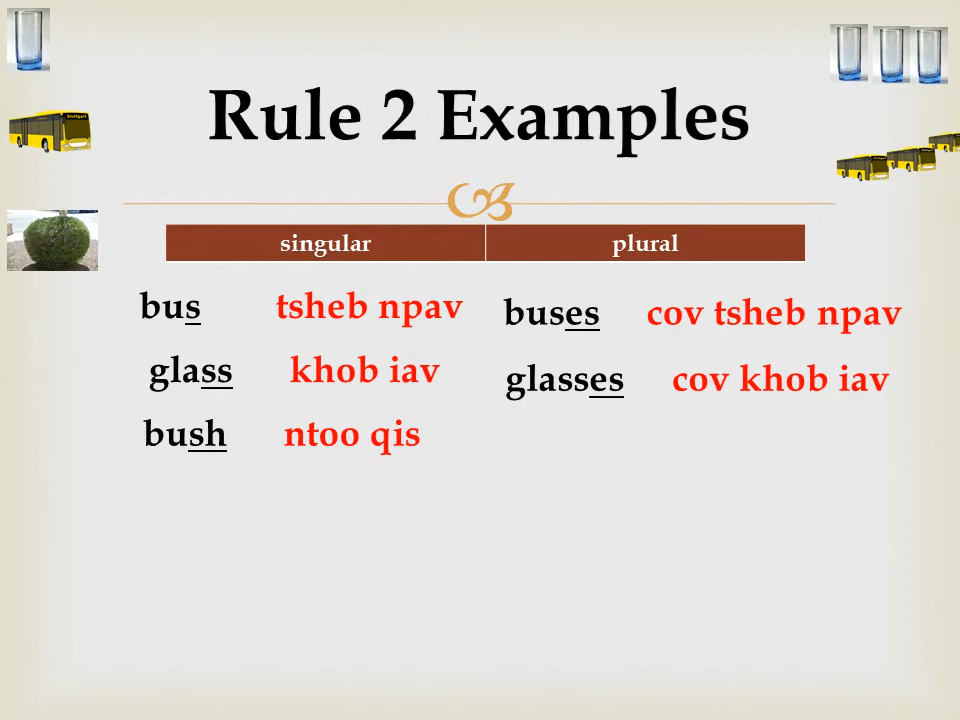 Rule 2 Examples
singular plural
bus tsheb npav buses cov tsheb npav
glass khob iav glasses cov khob iav
bush ntoo qis